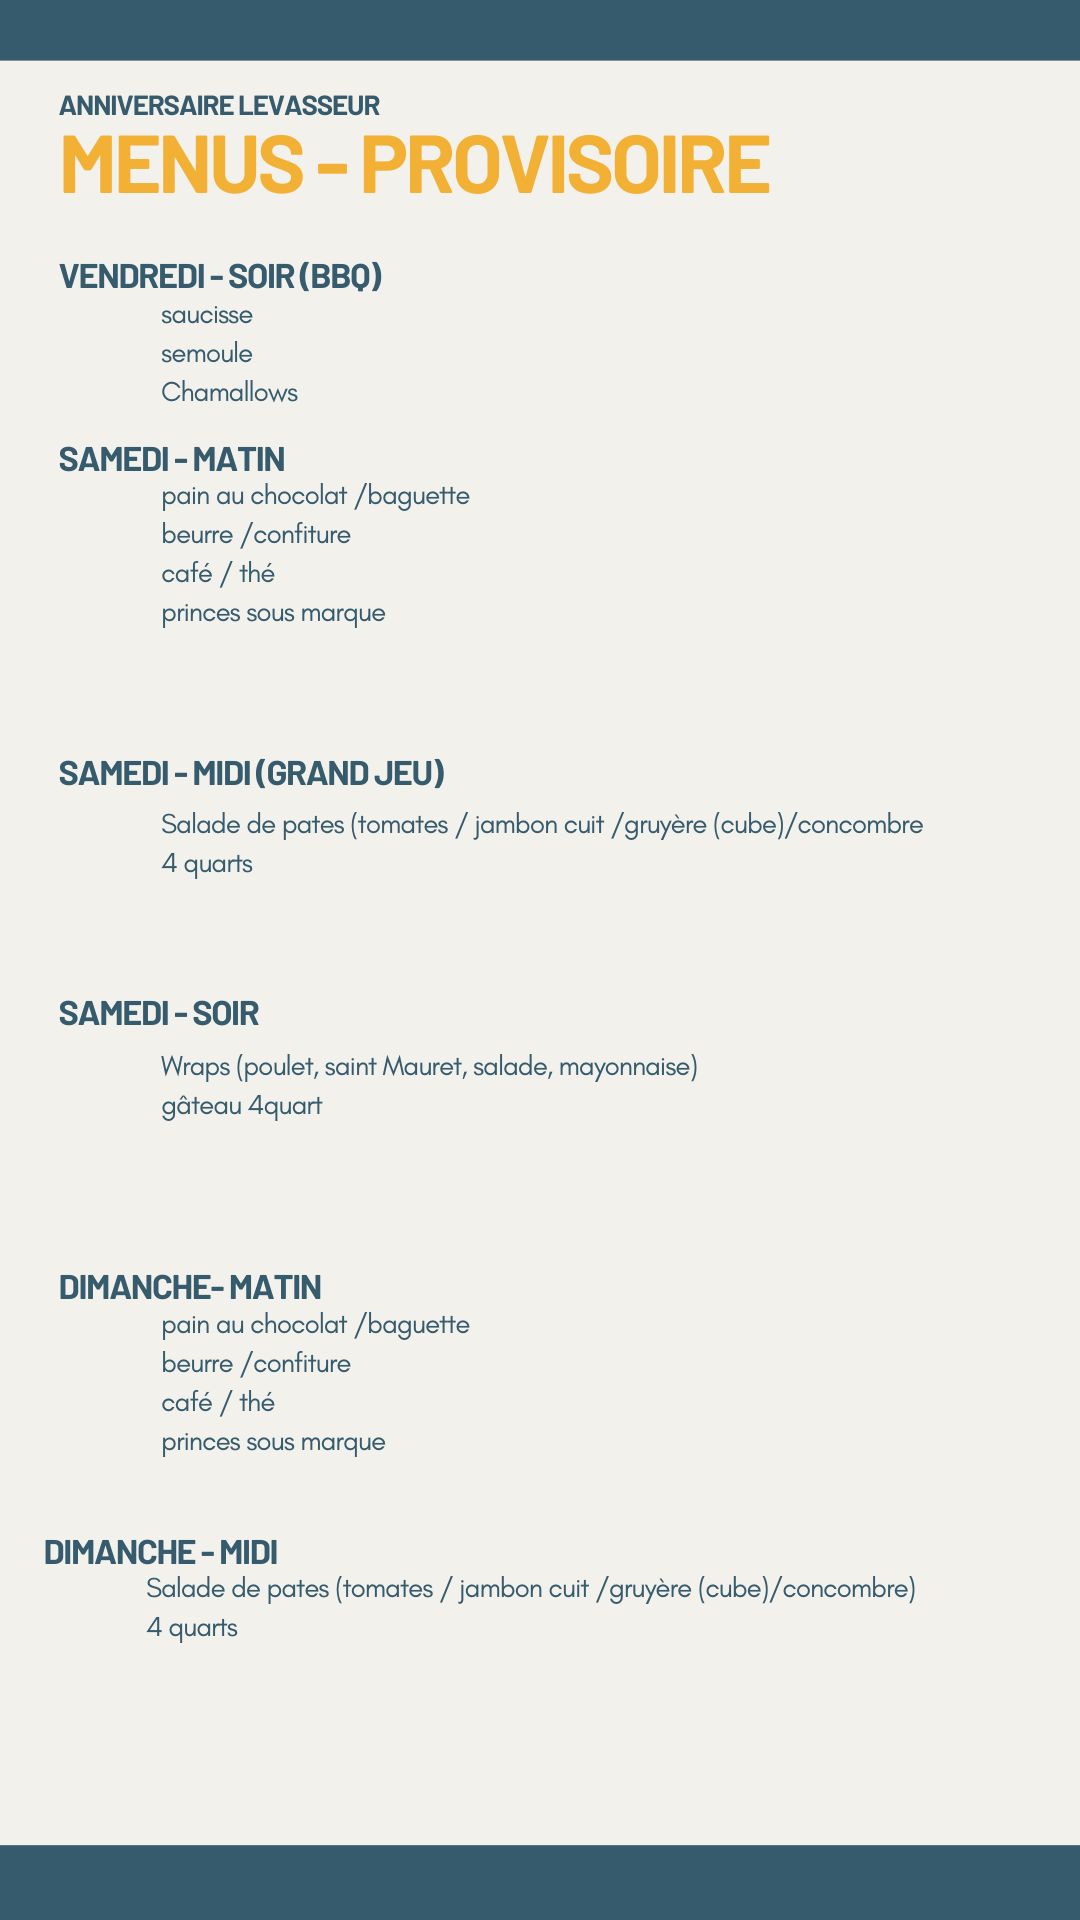 ANNIVERSAIRE LEVASSEUR
MENUS - PROVISOIRE
VENDREDI - SOIR (BBQ)
saucisse
semoule
Chamallows
SAMEDI - MATIN
pain au chocolat /baguette
beurre /confiture
café / thé
princes sous marque
SAMEDI - MIDI (GRAND JEU)
Salade de pates (tomates / jambon cuit /gruyère (cube)/concombre
4 quarts
SAMEDI - SOIR
Wraps (poulet, saint Mauret, salade, mayonnaise)
gâteau 4quart
DIMANCHE- MATIN
pain au chocolat /baguette
beurre /confiture
café / thé
princes sous marque
DIMANCHE - MIDI
Salade de pates (tomates / jambon cuit /gruyère (cube)/concombre)
4 quarts